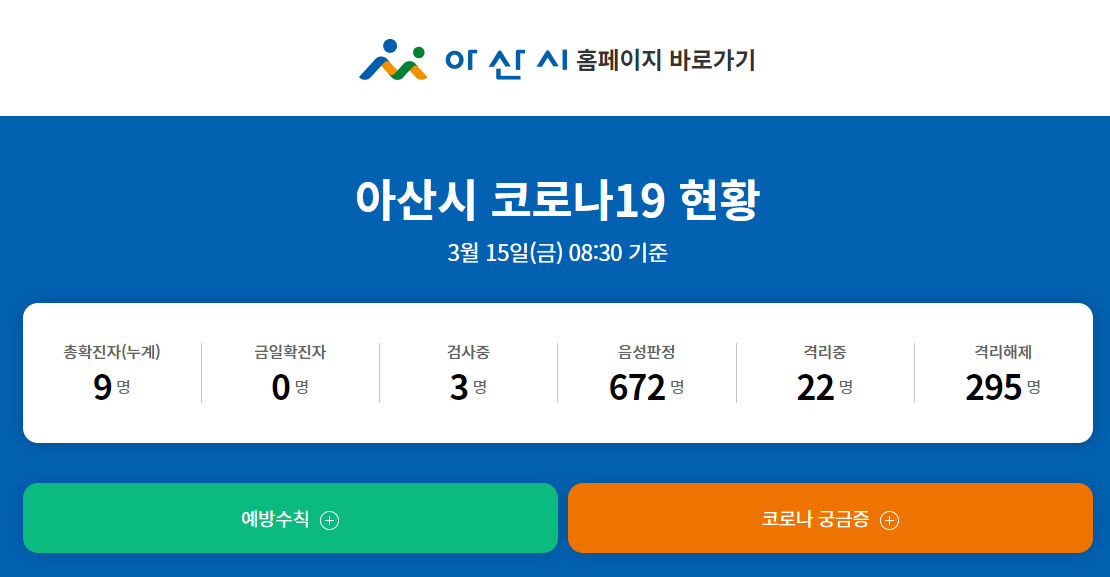 아산시 홈페이지 바로가기
아산시 코로나19 현황
3월 15일(금) 08:30 기준
총확진자(누계) 금일확진자 검사중 음성판정 격리중 격리해제
9 명 0 명 3 명 672 명 22 명 295 명
예방수칙 코로나 궁금증